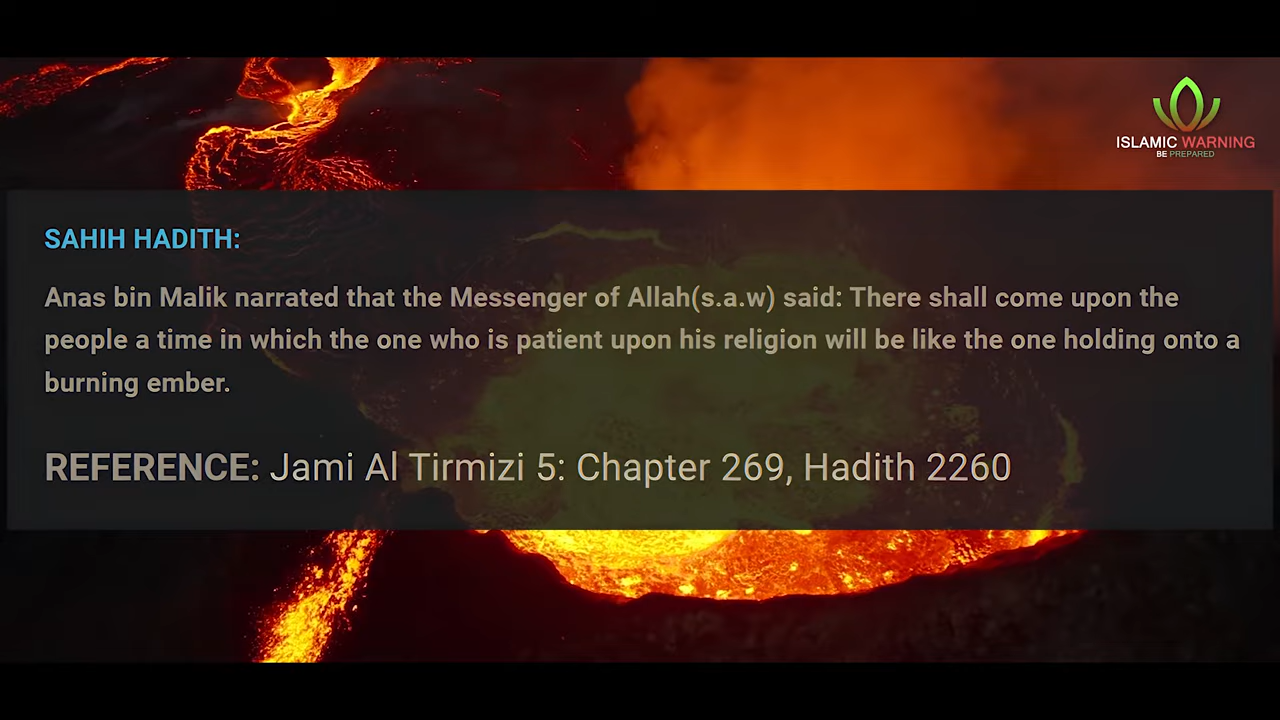 ISLAMIC WARNING
BE PREPARED
SAHIH HADITH:
Anas bin Malik narrated that the Messenger of Allah(s.a.w) said: There shall come upon the
people a time in which the one who is patient upon his religion will be like the one holding onto a
burning ember.
REFERENCE: Jami Al Tirmizi 5: Chapter 269, Hadith 2260